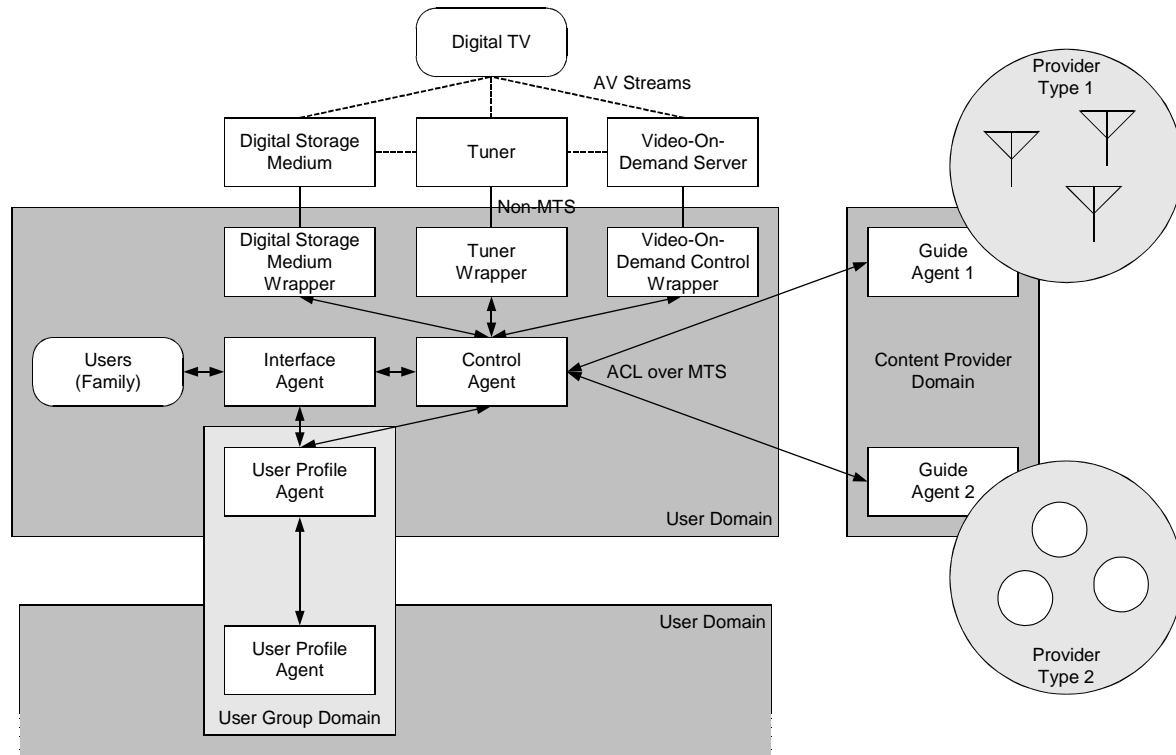 Digital TV
AV Streams
Provider
Type 1
Digital Storage
Medium
Tuner
Video-On-
Demand Server
Non-MTS
Digital Storage
Medium
Wrapper
Tuner
Wrapper
Video-On-
Demand Control
Wrapper
Guide
Agent 1
Users
(Family)
Interface
Agent
Control
Agent
ACL over MTS
Content Provider
Domain
User Profile
Agent
Guide
Agent 2
User Domain
User Domain
User Profile
Agent
Provider
Type 2
User Group Domain